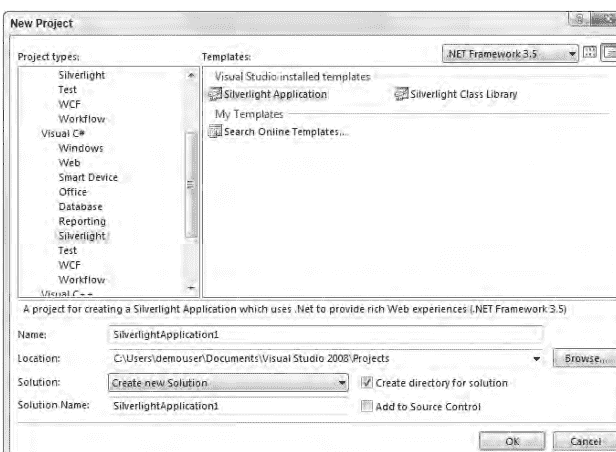 New Project
Project types:
Templates:
.NET Framework 3.5
Silverlight
Test
WCF
Workflow
Visual C#
Windows
Web
Smart Device
Office
Database
Reporting
Silverlight
Test
WCF
Workflow
Visual C++
Visual Studio installed templates
Silverlight Application
Silverlight Class Library
My Templates
Search Online Templates...
A project for creating a Silverlight Application which uses .Net to provide rich Web experiences (.NET Framework 3.5)
Name:
SilverlightApplication1
Location:
C:\Users\demouser\Documents\Visual Studio 2008\Projects
Browse...
Solution:
Create new Solution
Create directory for solution
Solution Name:
SilverlightApplication1
Add to Source Control
OK
Cancel